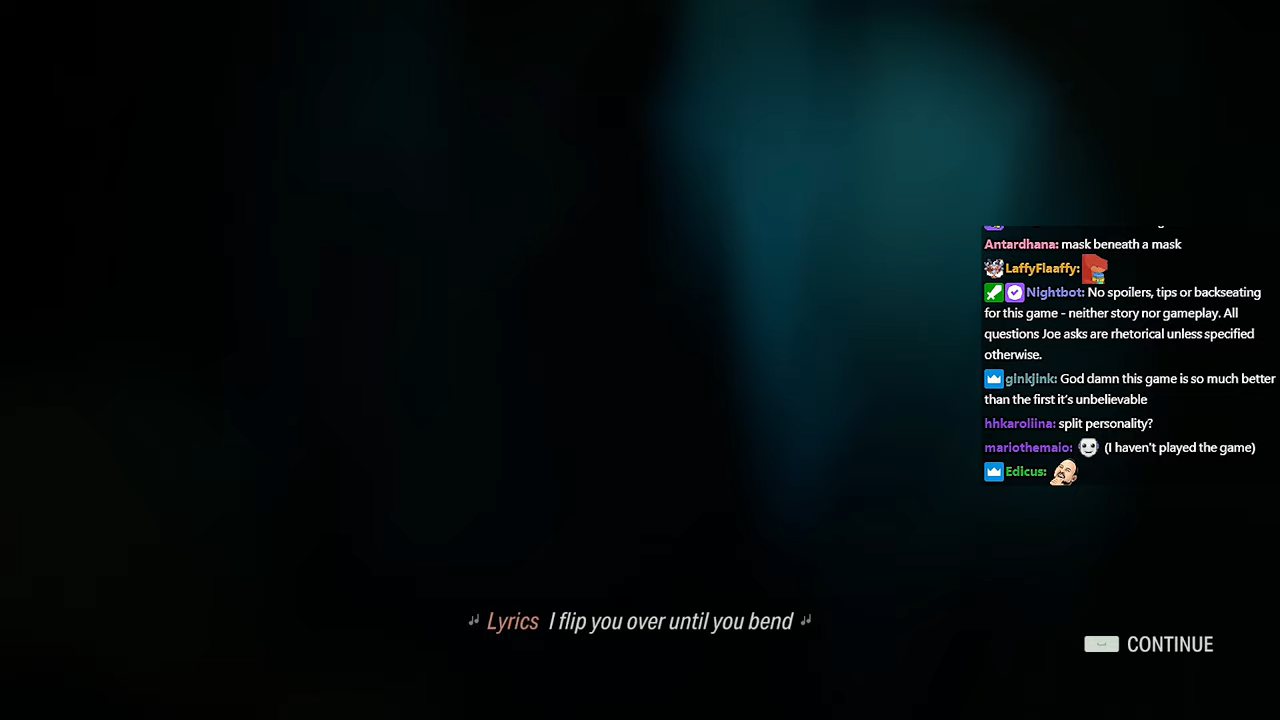 Antardhana: mask beneath a mask
LaffyFlaaffy:
Nightbot: No spoilers, tips or backseating
for this game - neither story nor gameplay. All
questions Joe asks are rhetorical unless specified
otherwise.
ginkjink: God damn this game is so much better
than the first it's unbelievable
hhkaroliina: split personality?
mariothemaio: (I haven't played the game)
Edicus:
Lyrics I flip you over until you bend
CONTINUE